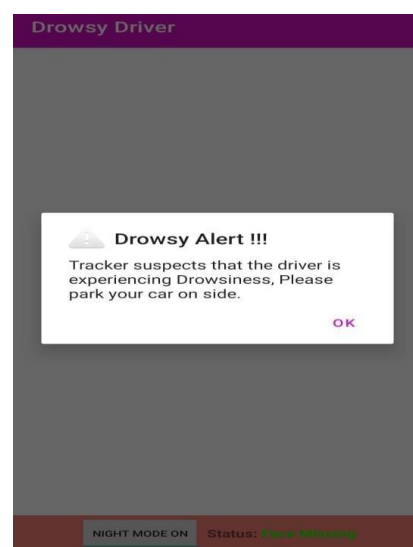 Drowsy Driver
Drowsy Alert !!!
Tracker suspects that the driver is
experiencing Drowsiness, Please
park your car on side.
OK
NIGHT MODE ON Status: Face Missing